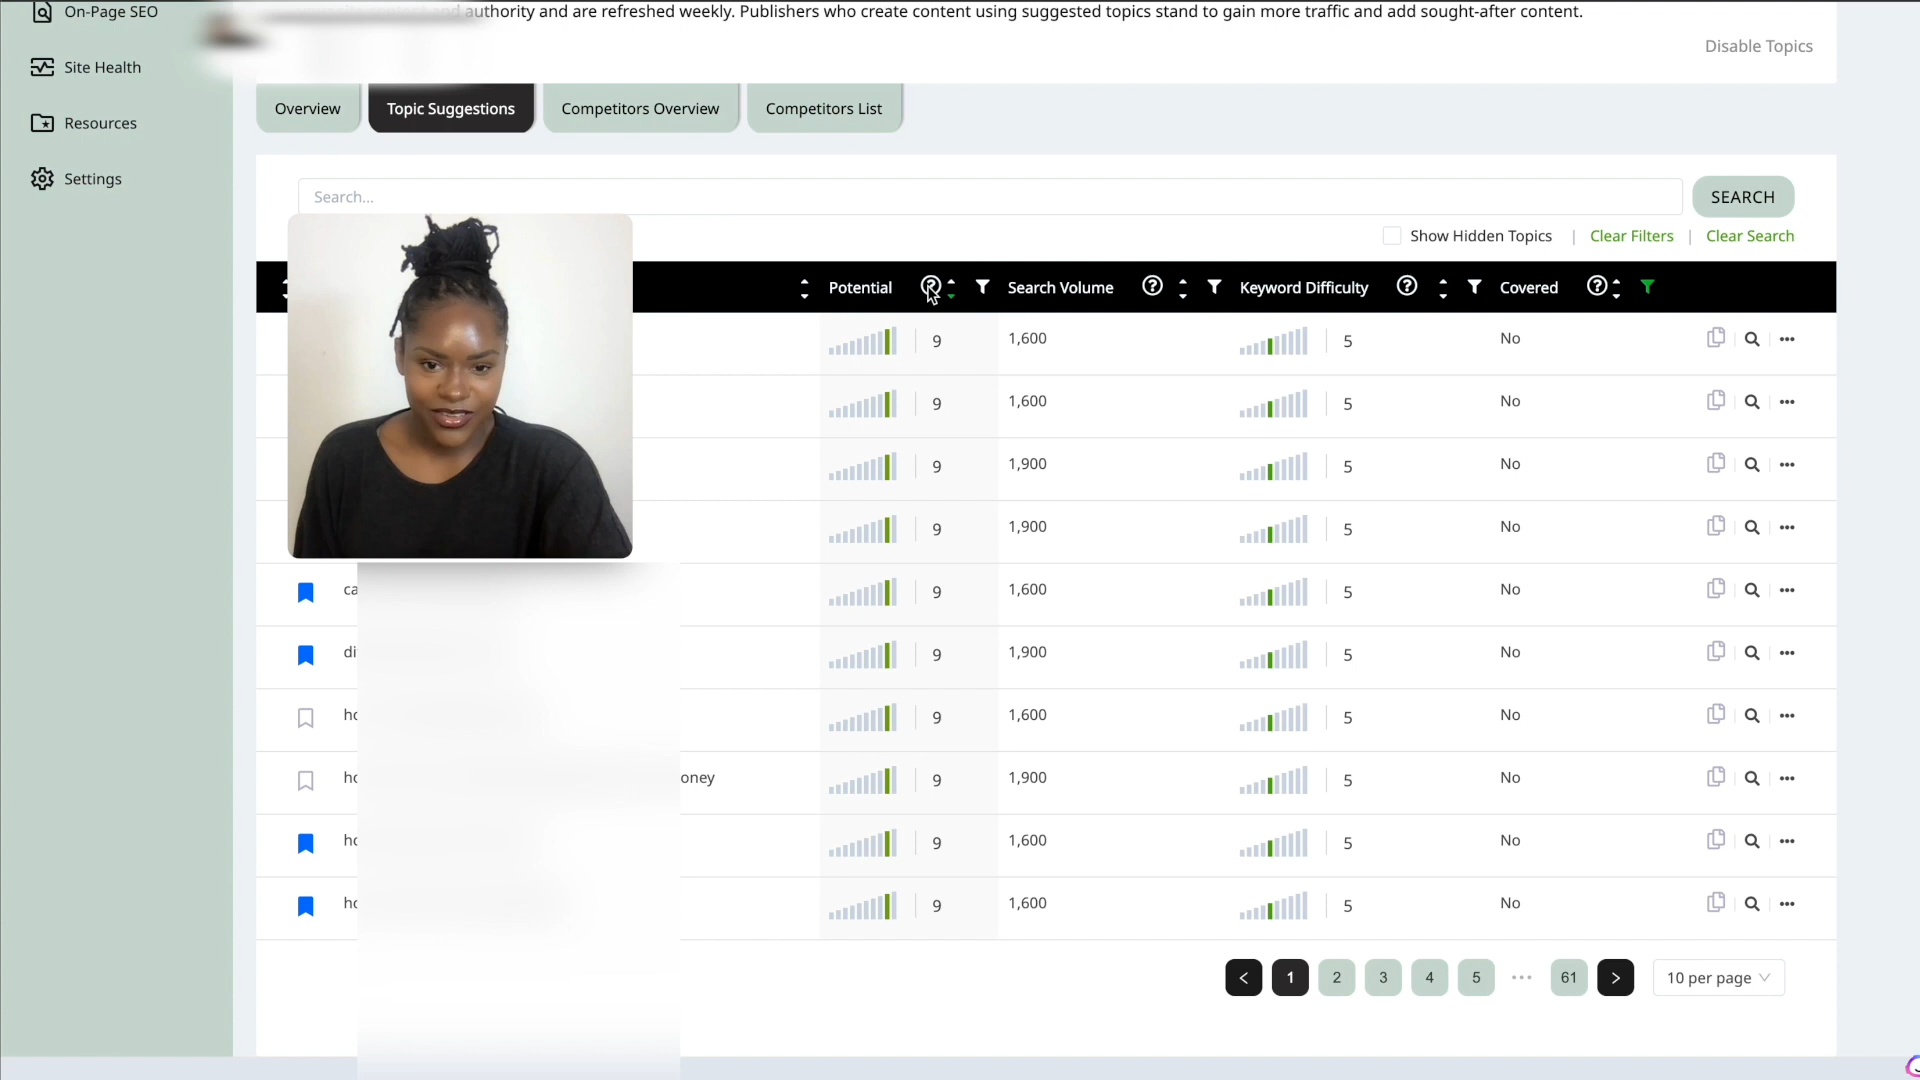 On-Page SEO
authority and are refreshed weekly. Publishers who create content using suggested topics stand to gain more traffic and add sought-after content.
Disable Topics
Site Health
Resources
Settings
Overview
Topic Suggestions
Competitors Overview
Competitors List
Search...
SEARCH
Show Hidden Topics | Clear Filters | Clear Search
Potential Search Volume Keyword Difficulty Covered
9 1,600 5 No
9 1,600 5 No
9 1,900 5 No
9 1,900 5 No
ca 9 1,600 5 No
di 9 1,900 5 No
ho 9 1,600 5 No
ho oney 9 1,900 5 No
ho 9 1,600 5 No
ho 9 1,600 5 No
< 1 2 3 4 5 ••• 61 > 10 per page